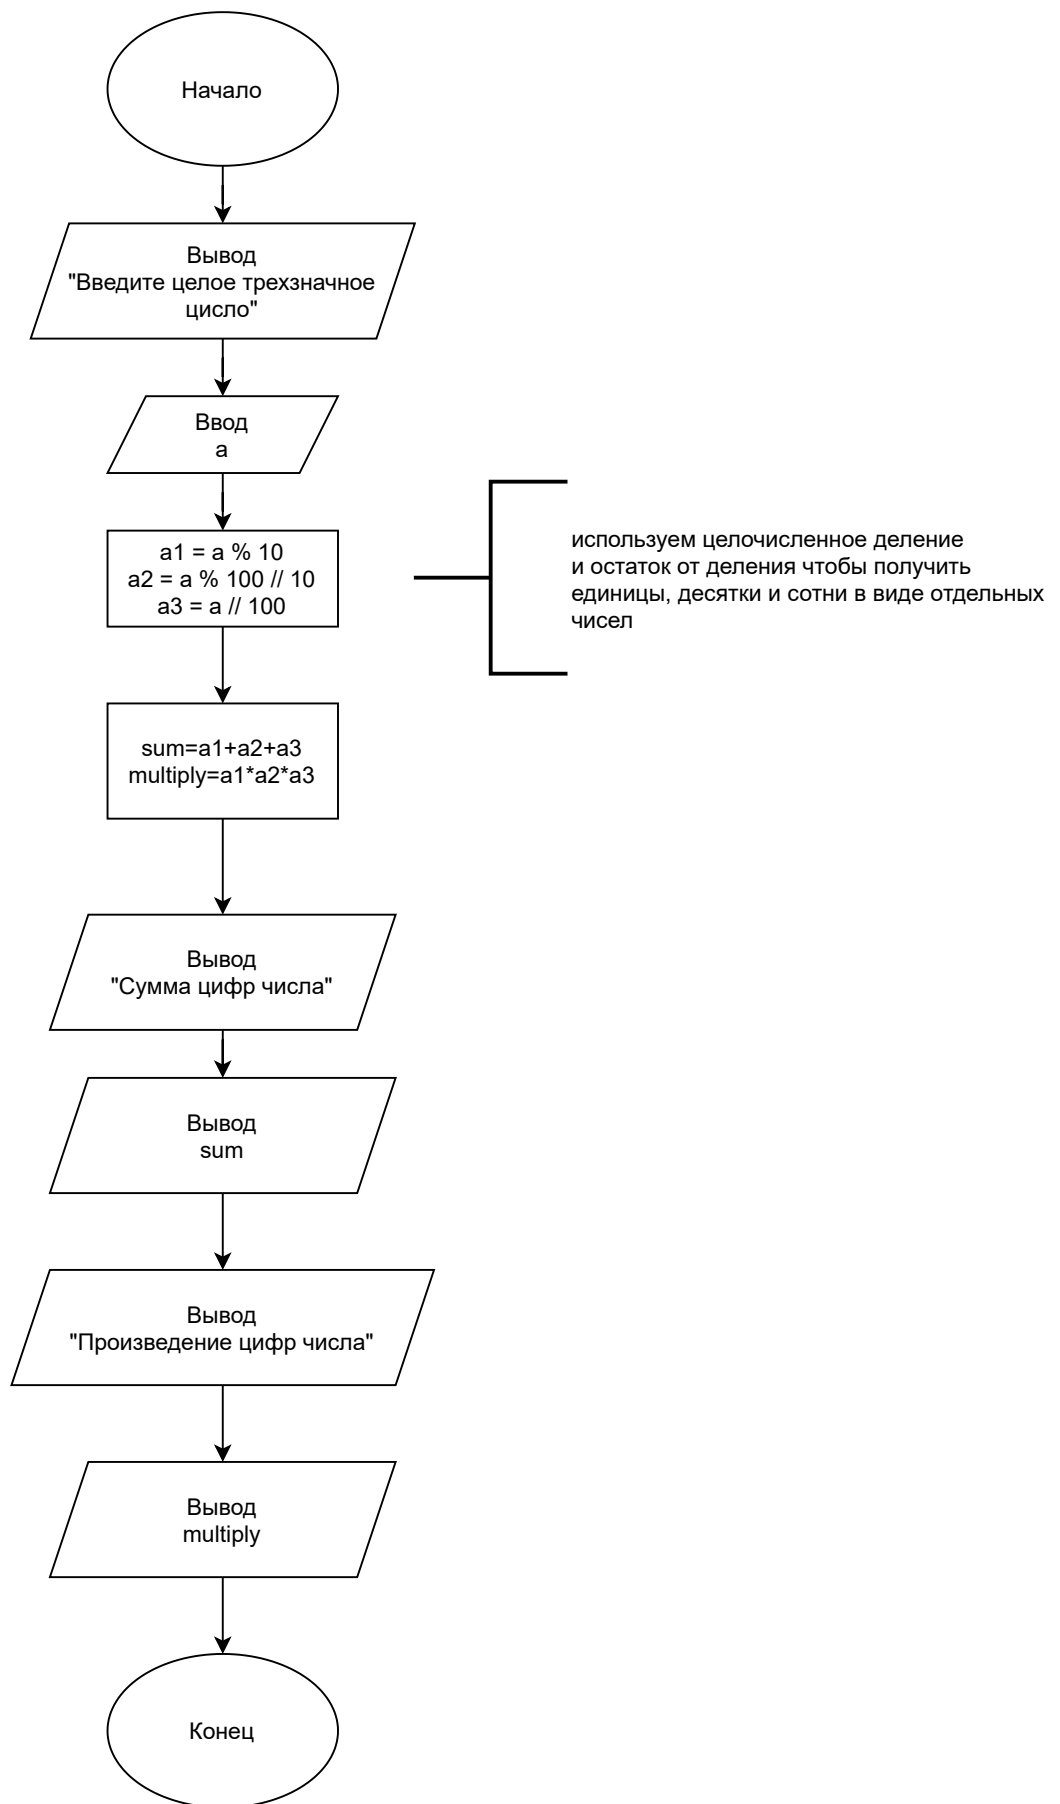 Начало
Вывод
"Введите целое трехзначное
цисло"
Ввод
a
a1 = a % 10
a2 = a % 100 // 10
a3 = a // 100
используем целочисленное деление
и остаток от деления чтобы получить
единицы, десятки и сотни в виде отдельных
чисел
sum=a1+a2+a3
multiply=a1*a2*a3
Вывод
"Сумма цифр числа"
Вывод
sum
Вывод
"Произведение цифр числа"
Вывод
multiply
Конец